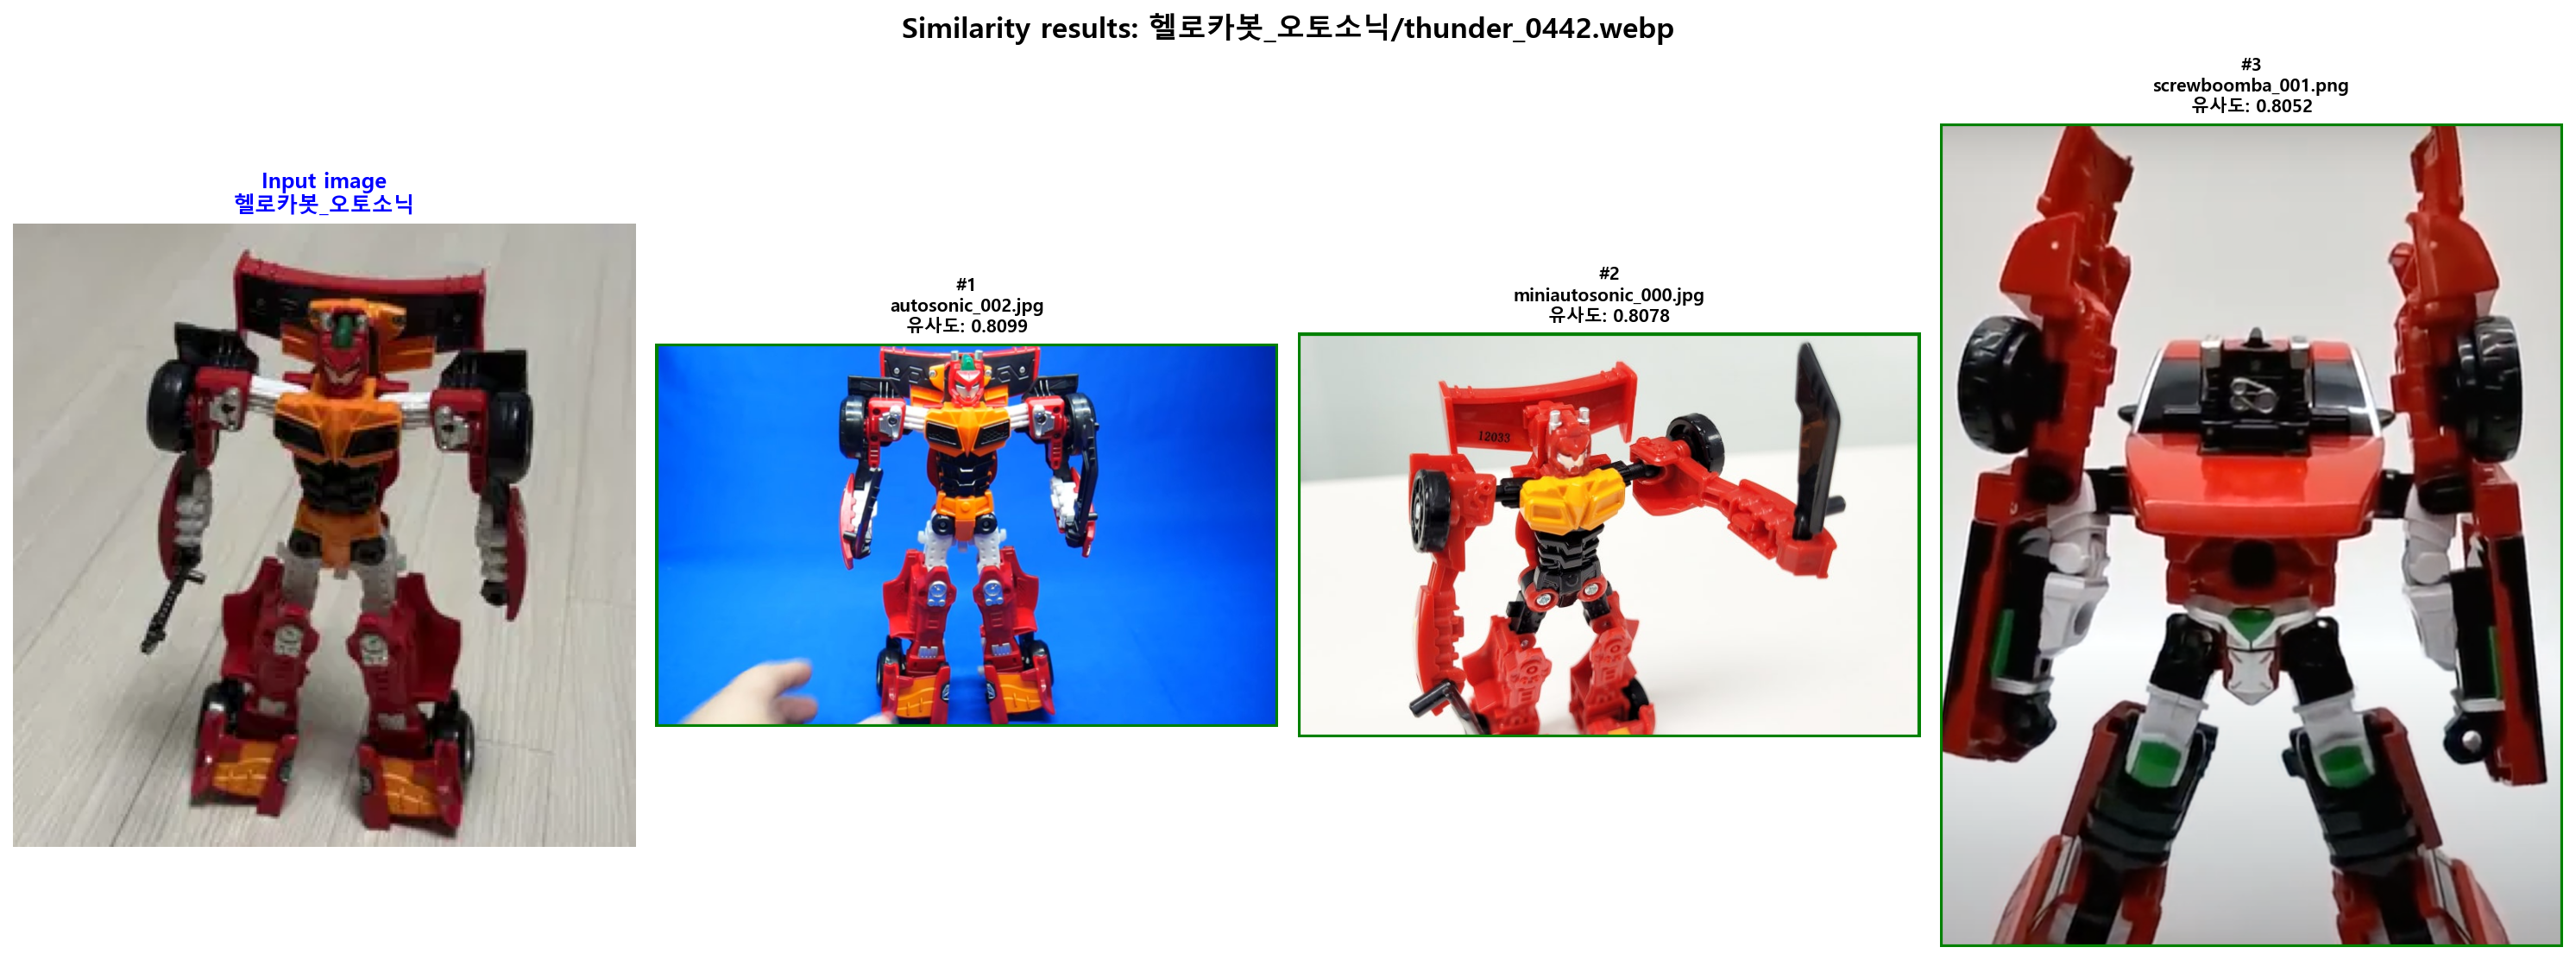 Similarity results: 헬로카봇_오토소닉/thunder_0442.webp
Input image
헬로카봇_오토소닉
#1
autosonic_002.jpg
유사도: 0.8099
#2
miniautosonic_000.jpg
유사도: 0.8078
12033
#3
screwboomba_001.png
유사도: 0.8052